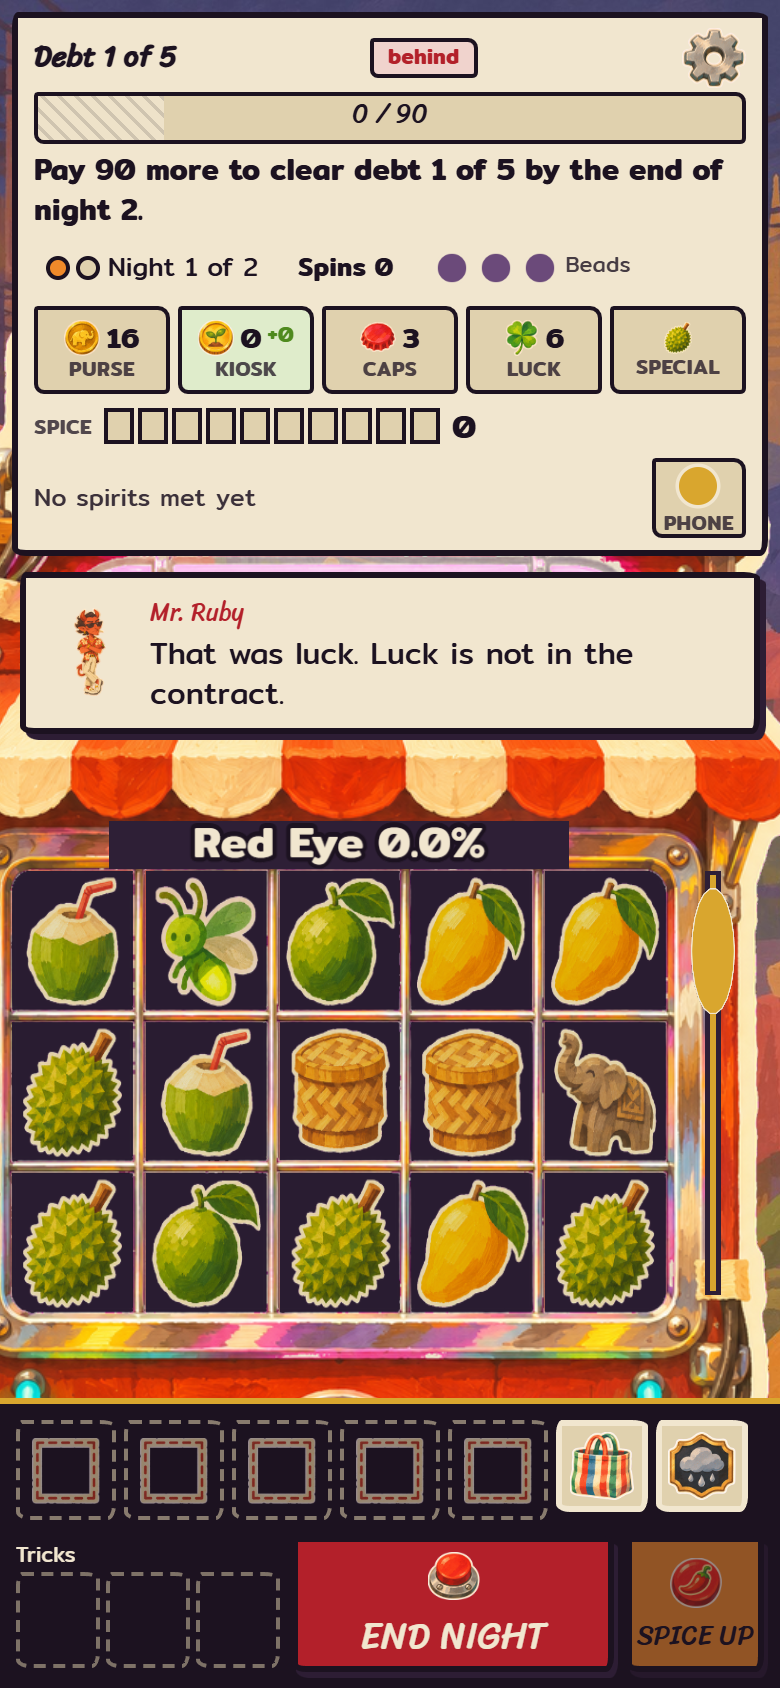 Debt 1 of 5
behind
0 / 90
Pay 90 more to clear debt 1 of 5 by the end of
night 2.
Night 1 of 2
Spins 0
Beads
16
PURSE
0 +0
KIOSK
3
CAPS
6
LUCK
SPECIAL
SPICE
0
No spirits met yet
PHONE
Mr. Ruby
That was luck. Luck is not in the
contract.
Red Eye 0.0%
Tricks
END NIGHT
SPICE UP